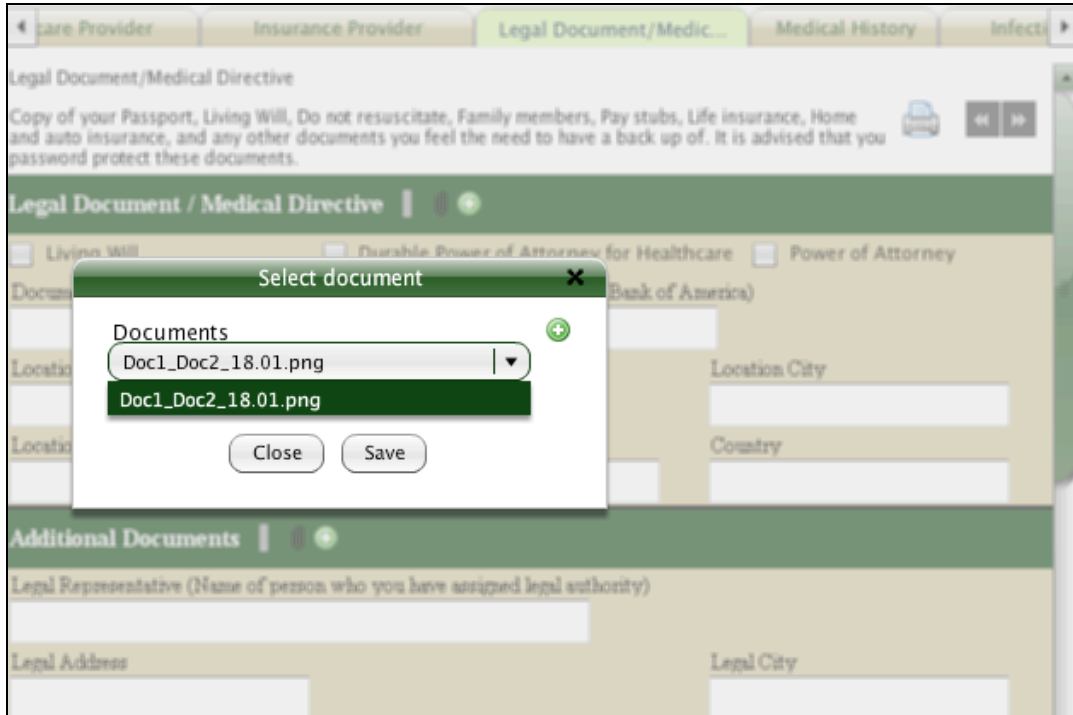 care Provider Insurance Provider Legal Document/Medic... Medical History Infecti
Legal Document/Medical Directive
Copy of your Passport, Living Will, Do not resuscitate, Family members, Pay stubs, Life insurance, Home
and auto insurance, and any other documents you feel the need to have a back up of. It is advised that you
password protect these documents.
Legal Document / Medical Directive
Living Will Durable Power of Attorney for Healthcare Power of Attorney
Select document
Docum Bank of America)
Documents
Doc1_Doc2_18.01.png
Locatio Location City
Doc1_Doc2_18.01.png
Locatio Country
Close Save
Additional Documents
Legal Representative (Name of person who you have assigned legal authority)
Legal Address Legal City